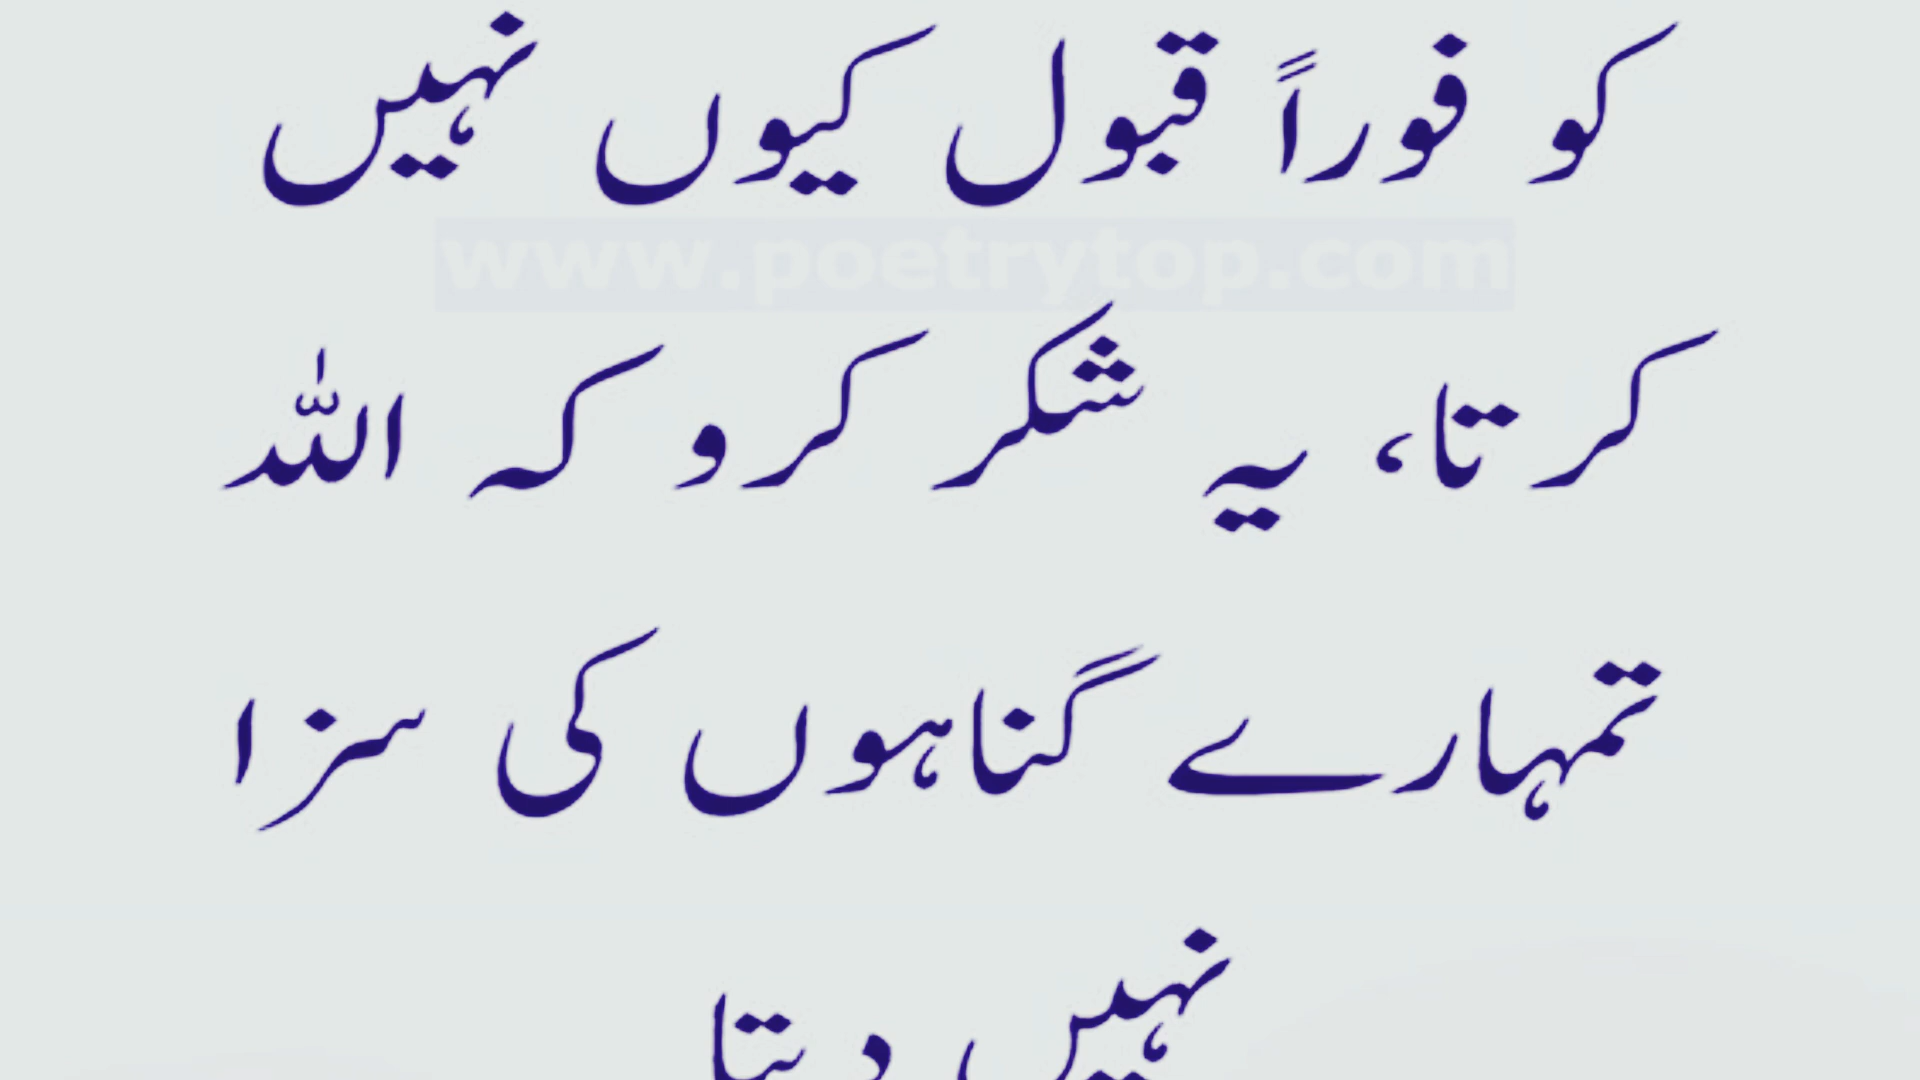 کو فوراً قبول کیوں نہیں
www.poetrytop.com
کرتا، یہ شکر کرو کہ اللہ
تمہارے گناہوں کی سزا
نہیں دیتا